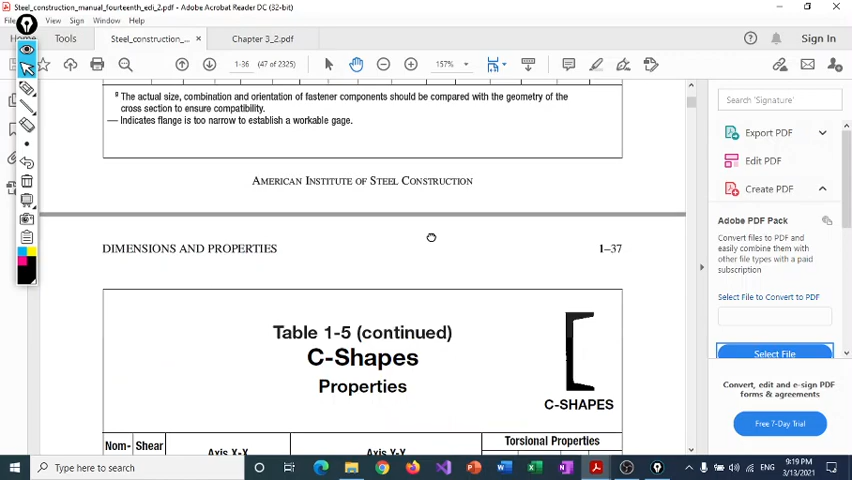 Steel_construction_manual_fourteenth_edi_2.pdf - Adobe Acrobat Reader DC (32-bit)
View Sign Window Help
Tools
Steel_construction_...
Chapter 3_2.pdf
Sign In
1-36
(47 of 2325)
157%
g The actual size, combination and orientation of fastener components should be compared with the geometry of the
cross section to ensure compatibility.
— Indicates flange is too narrow to establish a workable gage.
AMERICAN INSTITUTE OF STEEL CONSTRUCTION
DIMENSIONS AND PROPERTIES
1–37
Table 1-5 (continued)
C-Shapes
Properties
C-SHAPES
Nom-
Shear
Axis X-X
Axis Y-Y
Torsional Properties
Search 'Signature'
Export PDF
Edit PDF
Create PDF
Adobe PDF Pack
Convert files to PDF and
easily combine them with
other file types with a paid
subscription
Select File to Convert to PDF
Select File
Convert, edit and e-sign PDF
forms & agreements
Free 7-Day Trial
Type here to search
ENG
9:19 PM
3/13/2021